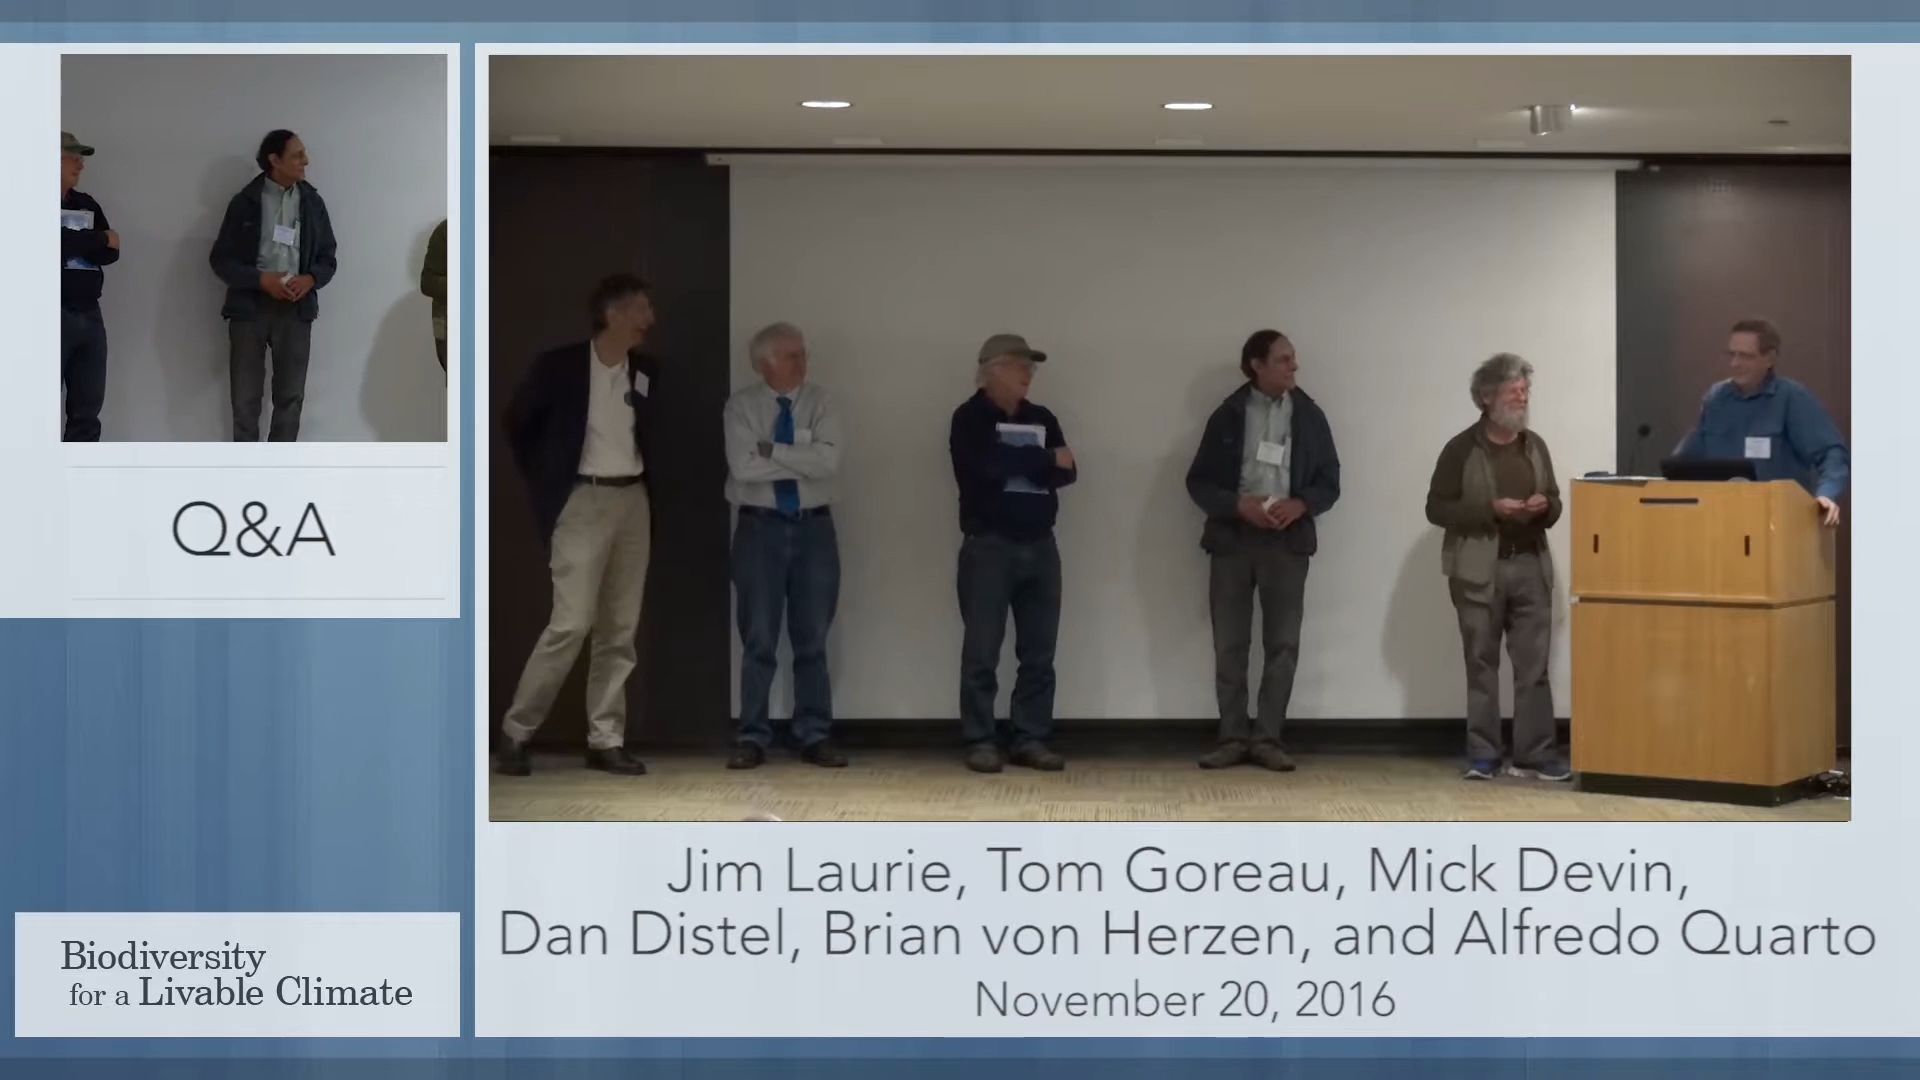 Q&A
Biodiversity
for a Livable Climate
Jim Laurie, Tom Goreau, Mick Devin,
Dan Distel, Brian von Herzen, and Alfredo Quarto
November 20, 2016